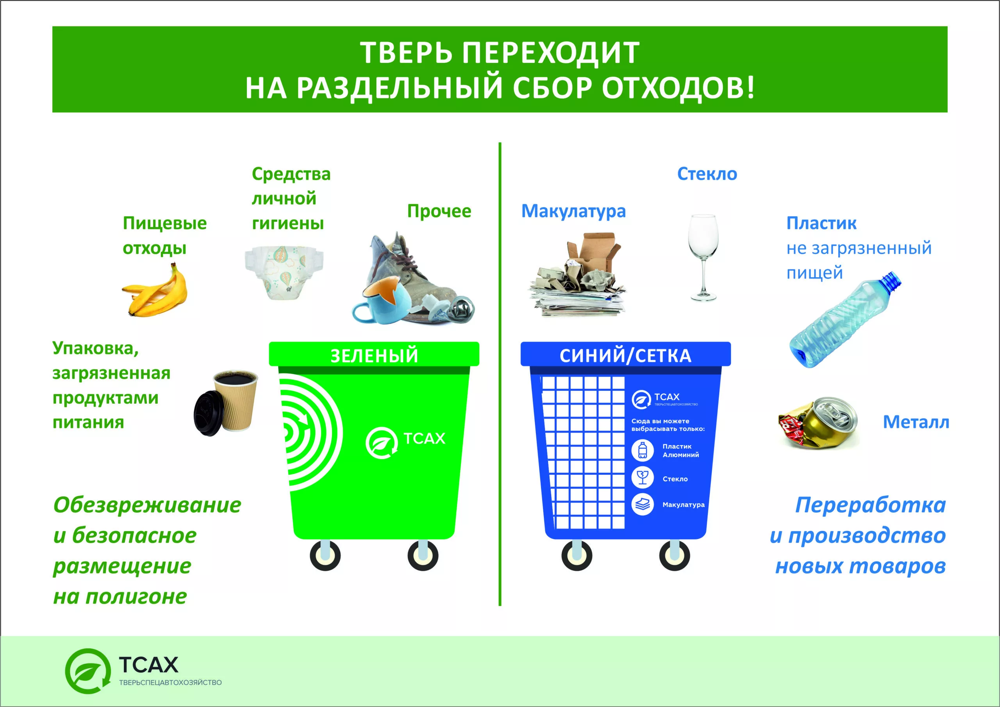 ТВЕРЬ ПЕРЕХОДИТ
НА РАЗДЕЛЬНЫЙ СБОР ОТХОДОВ!
Пищевые
отходы
Средства
личной
гигиены
Прочее
Упаковка,
загрязненная
продуктами
питания
ЗЕЛЕНЫЙ
ТСАХ
Обезвреживание
и безопасное
размещение
на полигоне
Макулатура
Стекло
Пластик
не загрязненный
пищей
Металл
СИНИЙ/СЕТКА
ТСАХ
ТВЕРЬСПЕЦАВТОХОЗЯЙСТВО
Сюда вы можете
выбрасывать только:
Пластик
Алюминий
Стекло
Макулатура
Переработка
и производство
новых товаров
ТСАХ
ТВЕРЬСПЕЦАВТОХОЗЯЙСТВО